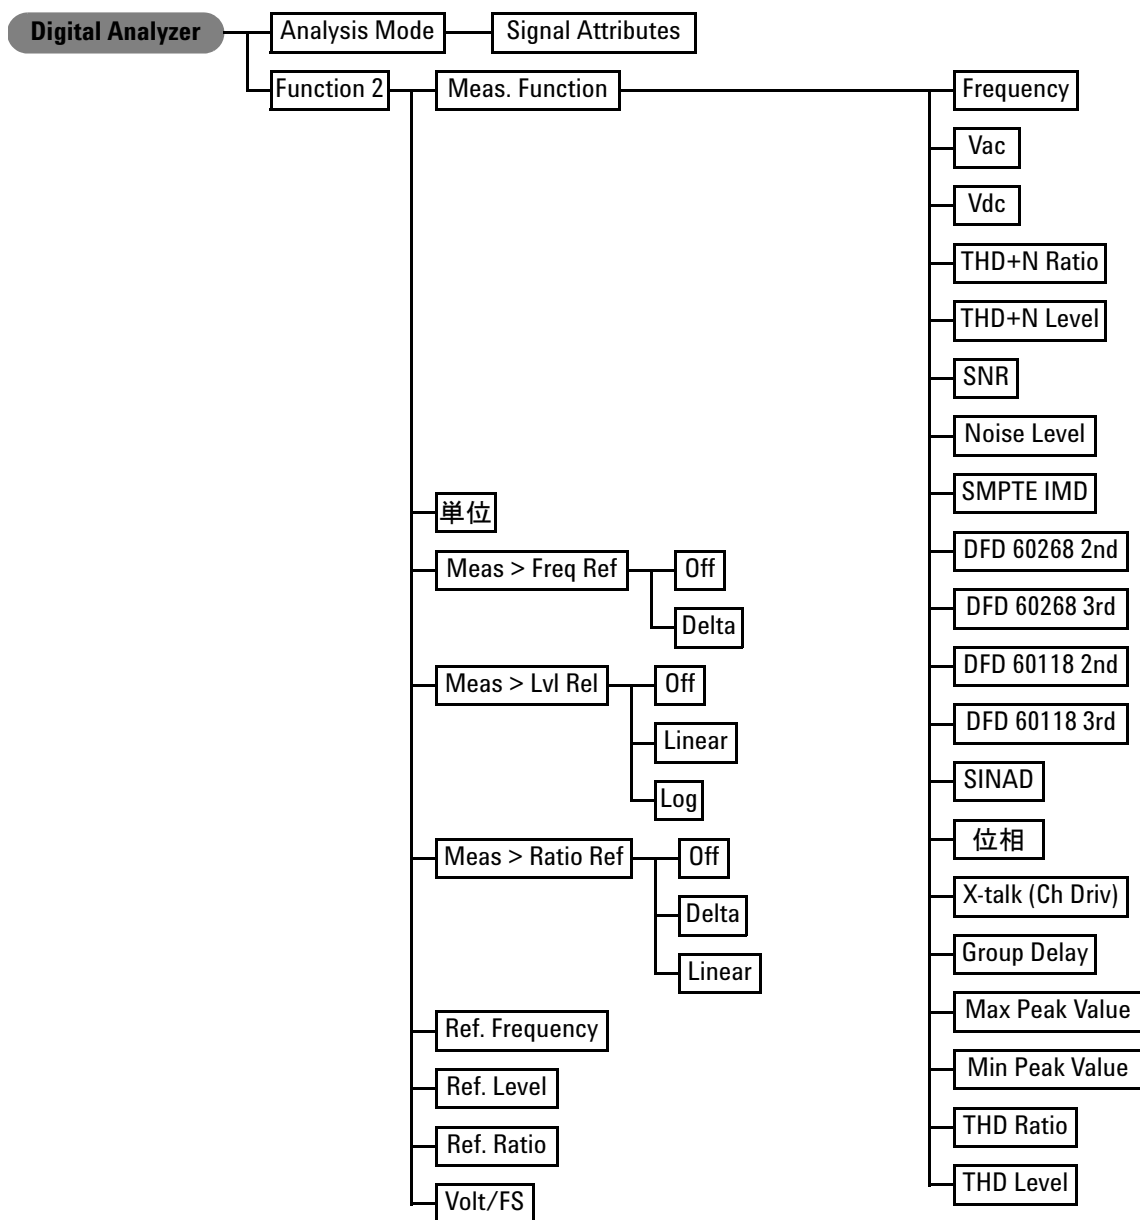 Digital Analyzer
Analysis Mode
Signal Attributes
Function 2
Meas. Function
Frequency
Vac
Vdc
THD+N Ratio
THD+N Level
SNR
Noise Level
SMPTE IMD
DFD 60268 2nd
DFD 60268 3rd
DFD 60118 2nd
DFD 60118 3rd
SINAD
位相
X-talk (Ch Driv)
Group Delay
Max Peak Value
Min Peak Value
THD Ratio
THD Level
単位
Meas > Freq Ref
Off
Delta
Meas > Lvl Rel
Off
Linear
Log
Meas > Ratio Ref
Off
Delta
Linear
Ref. Frequency
Ref. Level
Ref. Ratio
Volt/FS